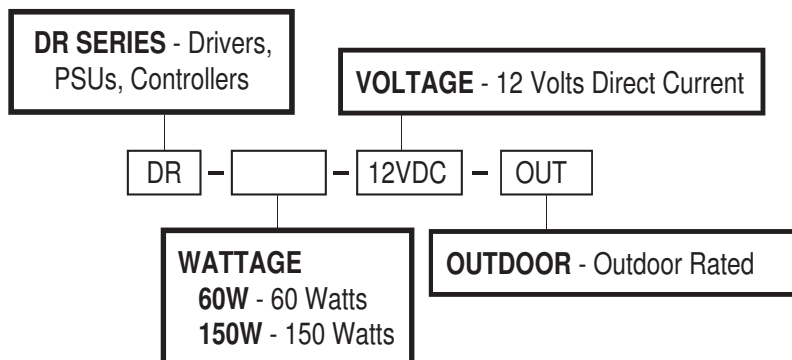 DR SERIES - Drivers,
PSUs, Controllers
VOLTAGE - 12 Volts Direct Current
DR - - 12VDC - OUT
WATTAGE
60W - 60 Watts
150W - 150 Watts
OUTDOOR - Outdoor Rated